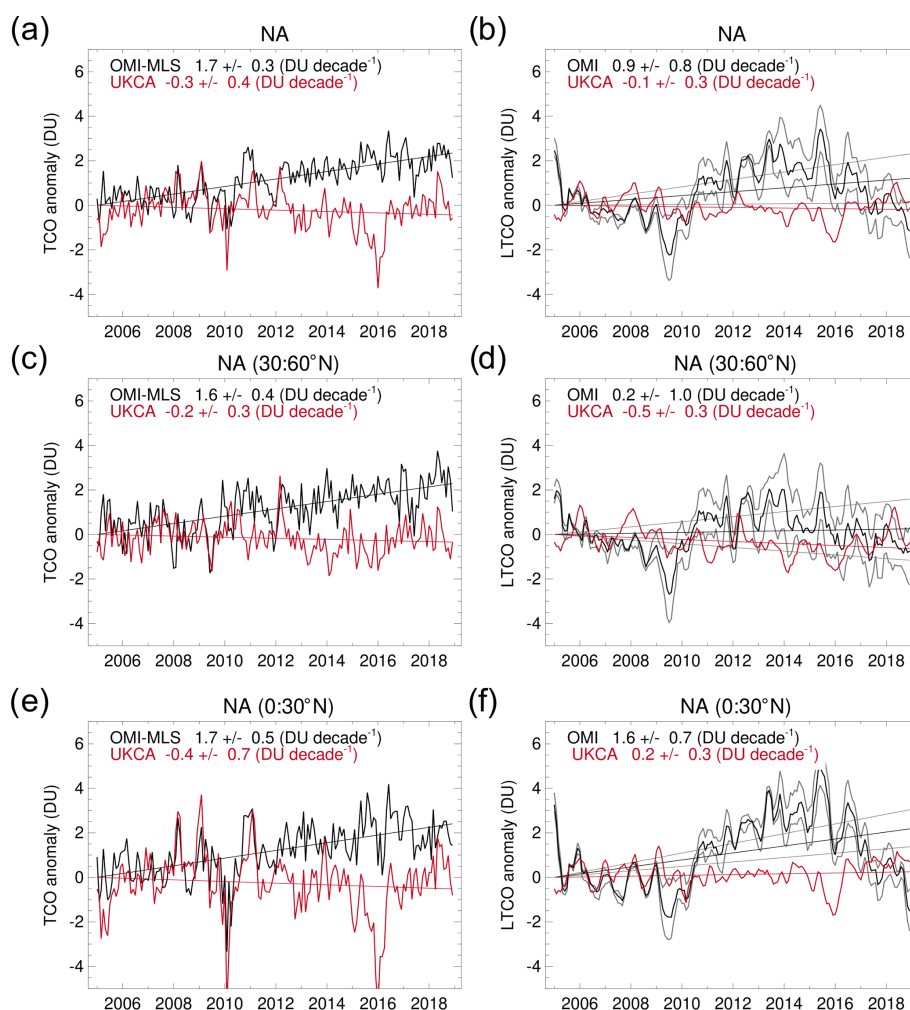 (a)
NA
OMI-MLS 1.7 +/- 0.3 (DU decade⁻¹)
UKCA -0.3 +/- 0.4 (DU decade⁻¹)
TCO anomaly (DU)
6
4
2
0
-2
-4
2006 2008 2010 2012 2014 2016 2018
(b)
NA
OMI 0.9 +/- 0.8 (DU decade⁻¹)
UKCA -0.1 +/- 0.3 (DU decade⁻¹)
LTCO anomaly (DU)
6
4
2
0
-2
-4
2006 2008 2010 2012 2014 2016 2018
(c)
NA (30:60°N)
OMI-MLS 1.6 +/- 0.4 (DU decade⁻¹)
UKCA -0.2 +/- 0.3 (DU decade⁻¹)
TCO anomaly (DU)
6
4
2
0
-2
-4
2006 2008 2010 2012 2014 2016 2018
(d)
NA (30:60°N)
OMI 0.2 +/- 1.0 (DU decade⁻¹)
UKCA -0.5 +/- 0.3 (DU decade⁻¹)
LTCO anomaly (DU)
6
4
2
0
-2
-4
2006 2008 2010 2012 2014 2016 2018
(e)
NA (0:30°N)
OMI-MLS 1.7 +/- 0.5 (DU decade⁻¹)
UKCA -0.4 +/- 0.7 (DU decade⁻¹)
TCO anomaly (DU)
6
4
2
0
-2
-4
2006 2008 2010 2012 2014 2016 2018
(f)
NA (0:30°N)
OMI 1.6 +/- 0.7 (DU decade⁻¹)
UKCA 0.2 +/- 0.3 (DU decade⁻¹)
LTCO anomaly (DU)
6
4
2
0
-2
-4
2006 2008 2010 2012 2014 2016 2018